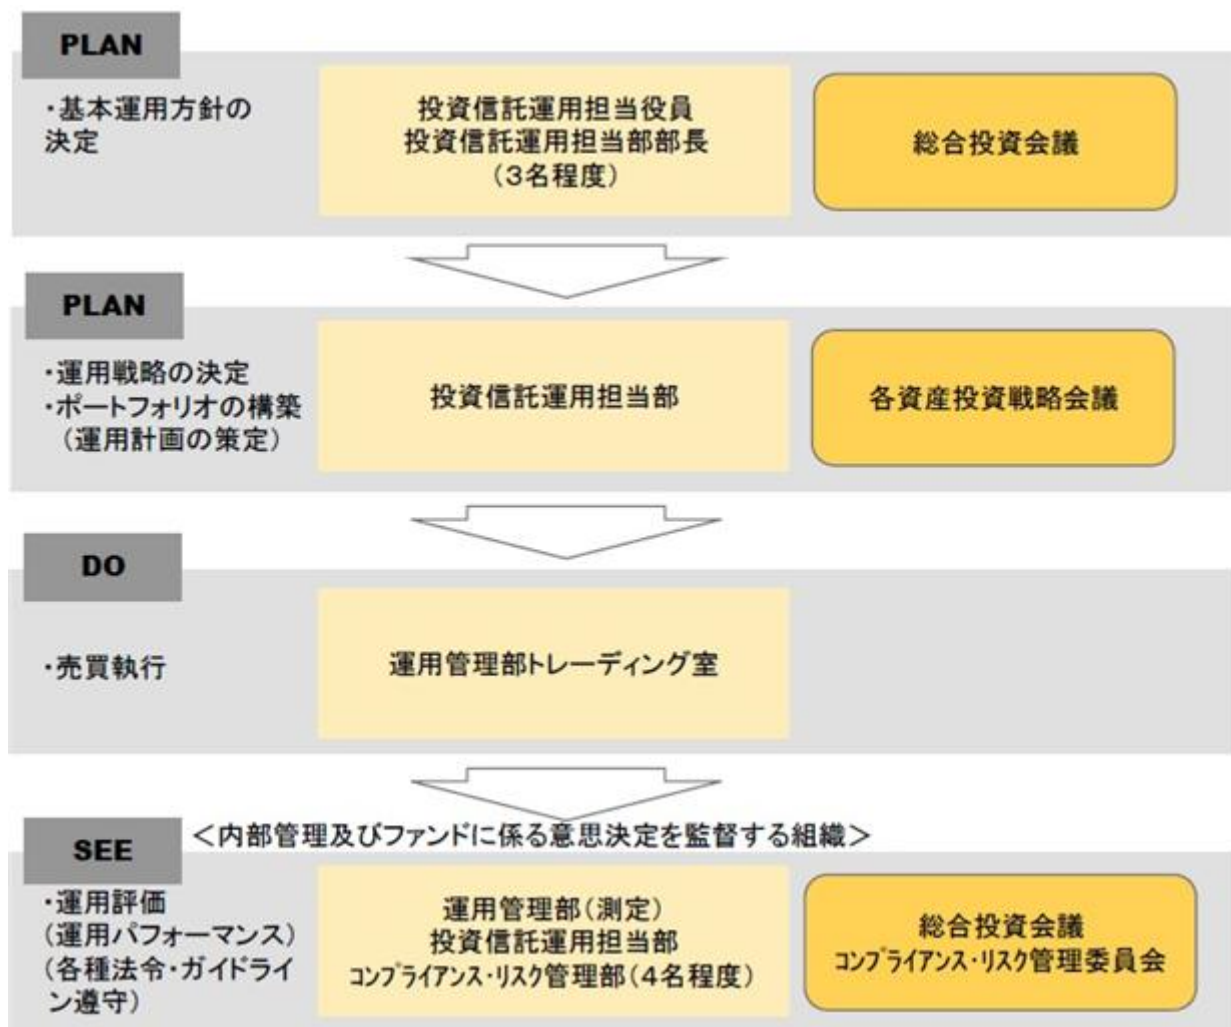 PLAN
・基本運用方針の
決定
投資信託運用担当役員
投資信託運用担当部部長
(3名程度)
総合投資会議
PLAN
・運用戦略の決定
・ポートフォリオの構築
(運用計画の策定)
投資信託運用担当部
各資産投資戦略会議
DO
・売買執行
運用管理部トレーディング室
SEE
＜内部管理及びファンドに係る意思決定を監督する組織＞
・運用評価
(運用パフォーマンス)
(各種法令・ガイドライ
ン遵守)
運用管理部(測定)
投資信託運用担当部
コンプライアンス・リスク管理部(4名程度)
総合投資会議
コンプライアンス・リスク管理委員会